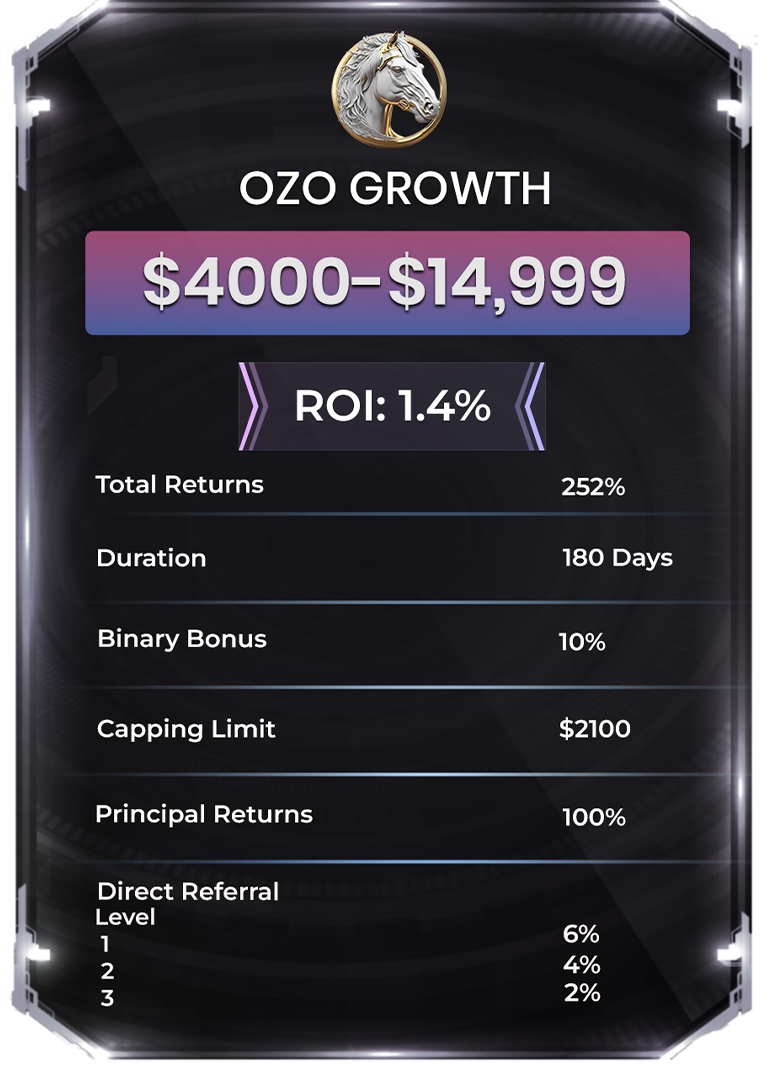 OZO GROWTH
$4000-$14,999
ROI: 1.4%
Total Returns 252%
Duration 180 Days
Binary Bonus 10%
Capping Limit $2100
Principal Returns 100%
Direct Referral
Level
1 6%
2 4%
3 2%